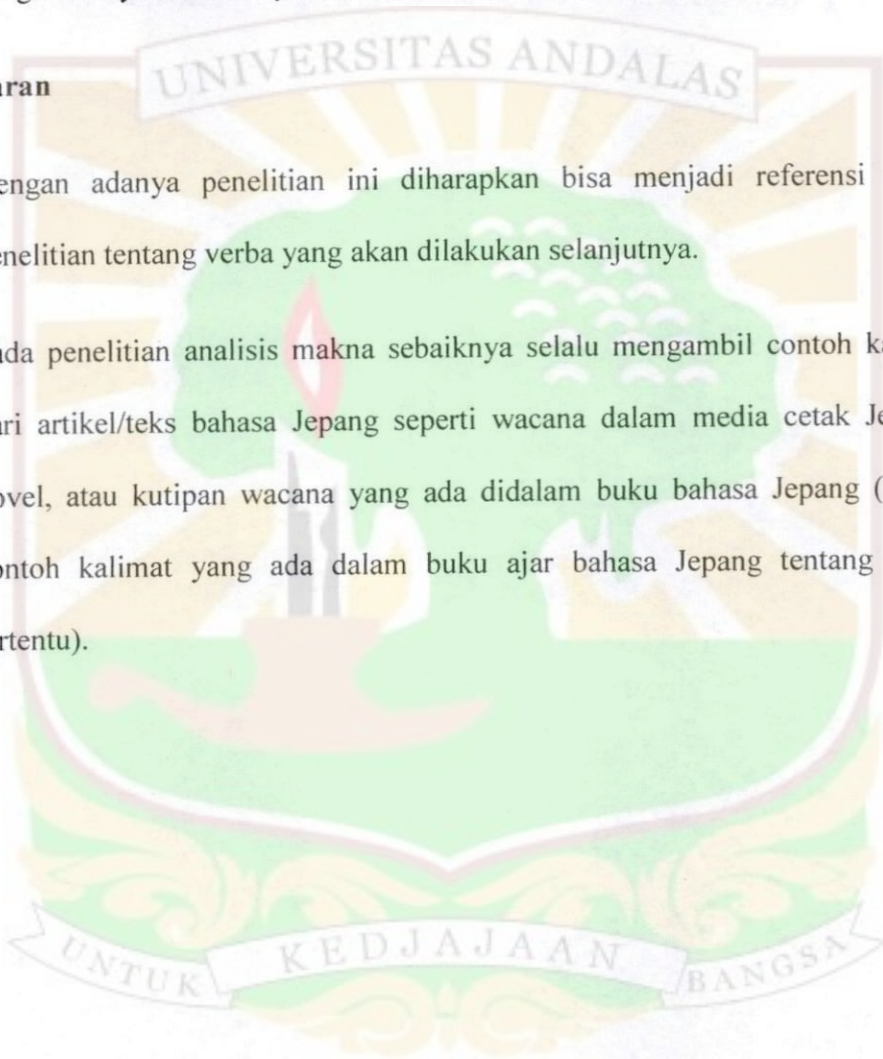 UNIVERSITAS ANDALAS
aran
engan adanya penelitian ini diharapkan bisa menjadi referensi
enelitian tentang verba yang akan dilakukan selanjutnya.
ada penelitian analisis makna sebaiknya selalu mengambil contoh ka
ari artikel/teks bahasa Jepang seperti wacana dalam media cetak Je
ovel, atau kutipan wacana yang ada didalam buku bahasa Jepang (
ontoh kalimat yang ada dalam buku ajar bahasa Jepang tentang
rtentu).
UNTUK KEDJAJAAN BANGSA